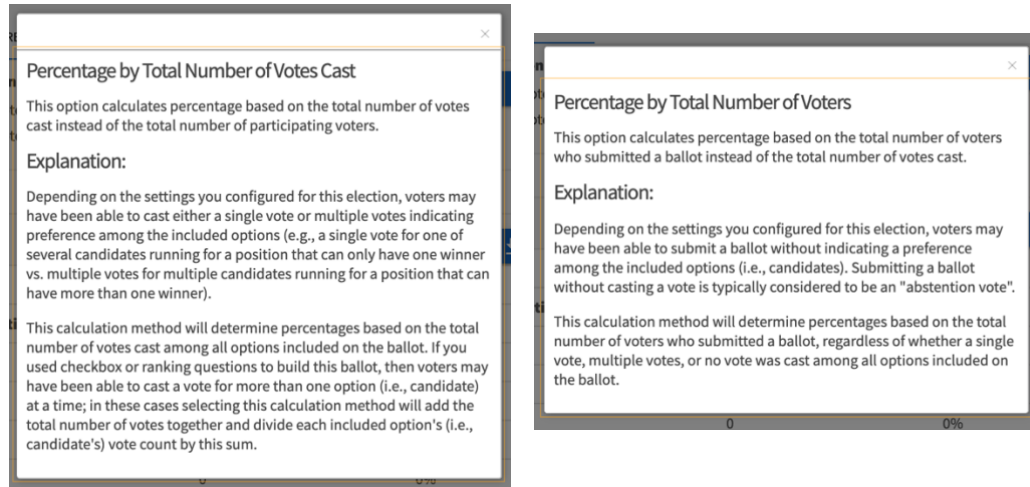 ×
Percentage by Total Number of Votes Cast
This option calculates percentage based on the total number of votes
cast instead of the total number of participating voters.
Explanation:
Depending on the settings you configured for this election, voters may
have been able to cast either a single vote or multiple votes indicating
preference among the included options (e.g., a single vote for one of
several candidates running for a position that can only have one winner
vs. multiple votes for multiple candidates running for a position that can
have more than one winner).
This calculation method will determine percentages based on the total
number of votes cast among all options included on the ballot. If you
used checkbox or ranking questions to build this ballot, then voters may
have been able to cast a vote for more than one option (i.e., candidate)
at a time; in these cases selecting this calculation method will add the
total number of votes together and divide each included option's (i.e.,
candidate's) vote count by this sum.
×
Percentage by Total Number of Voters
This option calculates percentage based on the total number of voters
who submitted a ballot instead of the total number of votes cast.
Explanation:
Depending on the settings you configured for this election, voters may
have been able to submit a ballot without indicating a preference
among the included options (i.e., candidates). Submitting a ballot
without casting a vote is typically considered to be an "abstention vote".
This calculation method will determine percentages based on the total
number of voters who submitted a ballot, regardless of whether a single
vote, multiple votes, or no vote was cast among all options included on
the ballot.
0 0%